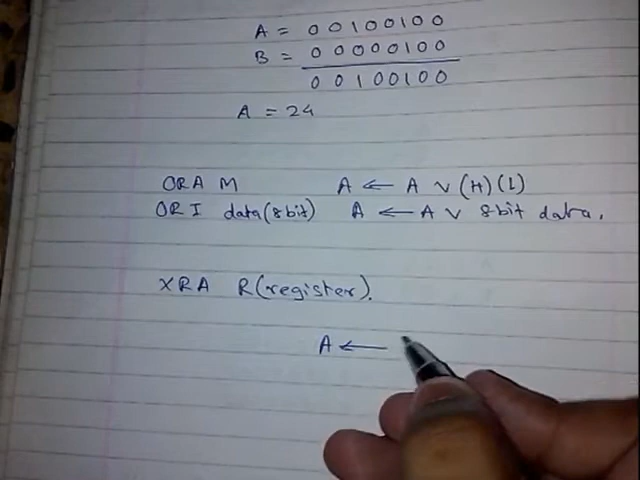 A = 00100100
B = 00000100
00100100
A = 24
ORA M A ← A ∨ (H)(L)
ORI data(8bit) A ← A ∨ 8bit data.
XRA R(register).
A ←